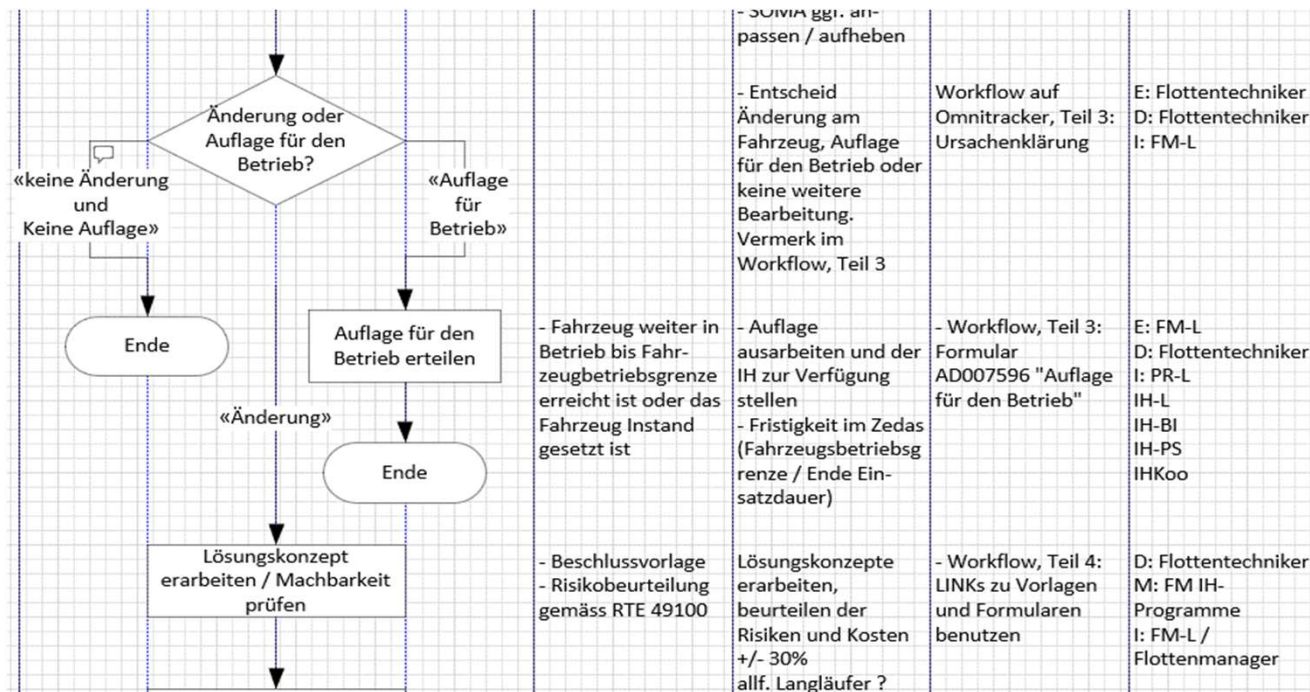 - SOMA ggf. an-
passen / aufheben
Änderung oder
Auflage für den
Betrieb?
«keine Änderung
und
Keine Auflage»
«Auflage
für
Betrieb»
- Entscheid
Änderung am
Fahrzeug, Auflage
für den Betrieb oder
keine weitere
Bearbeitung.
Vermerk im
Workflow, Teil 3
Workflow auf
Omnitracker, Teil 3:
Ursachenklärung
E: Flottentechniker
D: Flottentechniker
I: FM-L
Ende
Auflage für den
Betrieb erteilen
«Änderung»
Ende
- Fahrzeug weiter in
Betrieb bis Fahr-
zeugbetriebsgrenze
erreicht ist oder das
Fahrzeug Instand
gesetzt ist
- Auflage
ausarbeiten und der
IH zur Verfügung
stellen
- Fristigkeit im Zedas
(Fahrzeugsbetriebsg
renze / Ende Ein-
satzdauer)
- Workflow, Teil 3:
Formular
AD007596 "Auflage
für den Betrieb"
E: FM-L
D: Flottentechniker
I: PR-L
IH-L
IH-BI
IH-PS
IHKoo
Lösungskonzept
erarbeiten / Machbarkeit
prüfen
- Beschlussvorlage
- Risikobeurteilung
gemäss RTE 49100
Lösungskonzepte
erarbeiten,
beurteilen der
Risiken und Kosten
+/- 30%
allf. Langläufer ?
- Workflow, Teil 4:
LINKs zu Vorlagen
und Formularen
benutzen
D: Flottentechniker
M: FM IH-
Programme
I: FM-L /
Flottenmanager